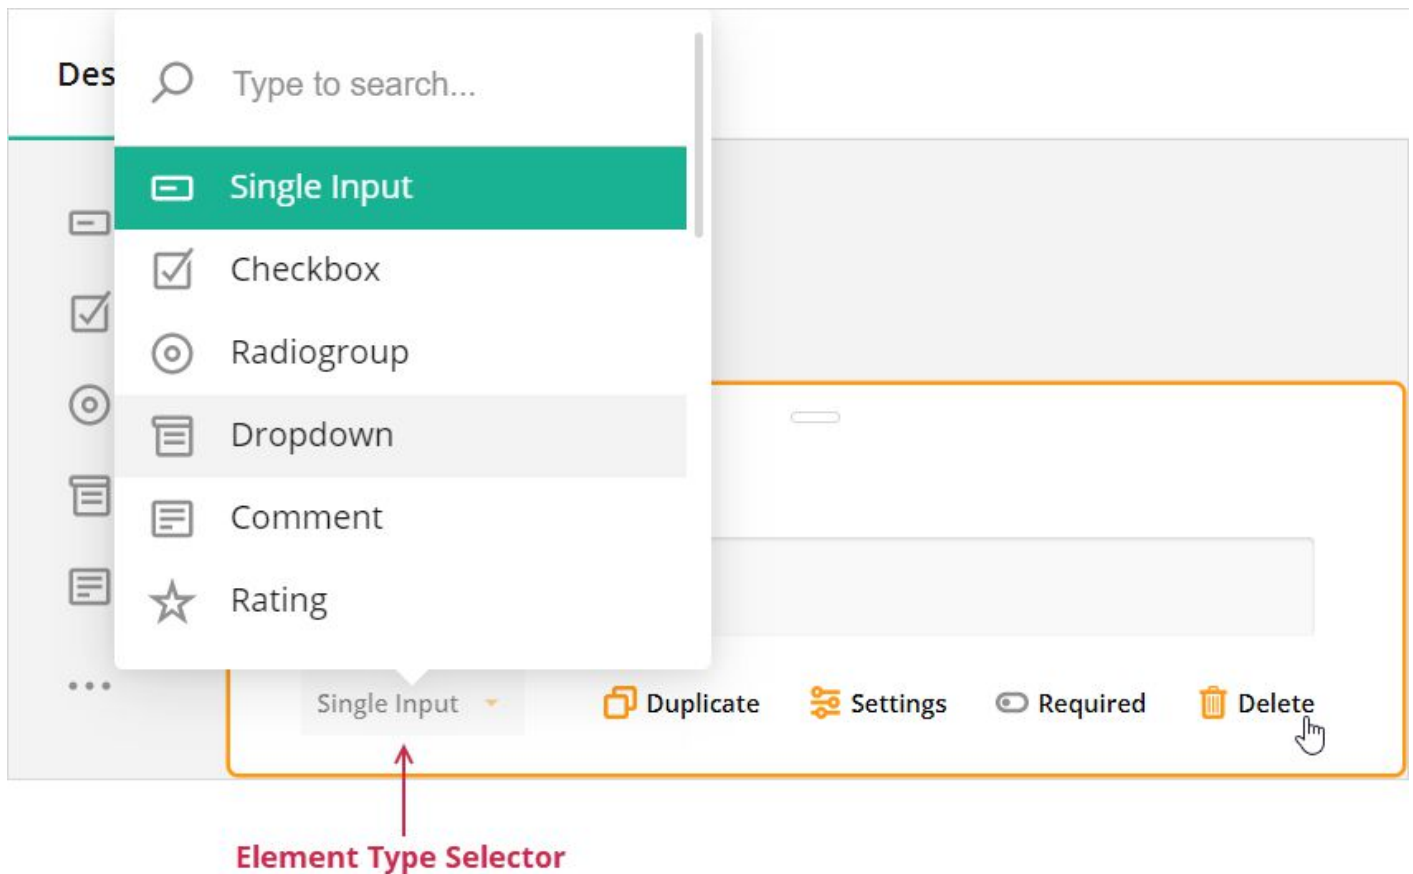 Des
Type to search...
Single Input
Checkbox
Radiogroup
Dropdown
Comment
Rating
Single Input Duplicate Settings Required Delete
Element Type Selector